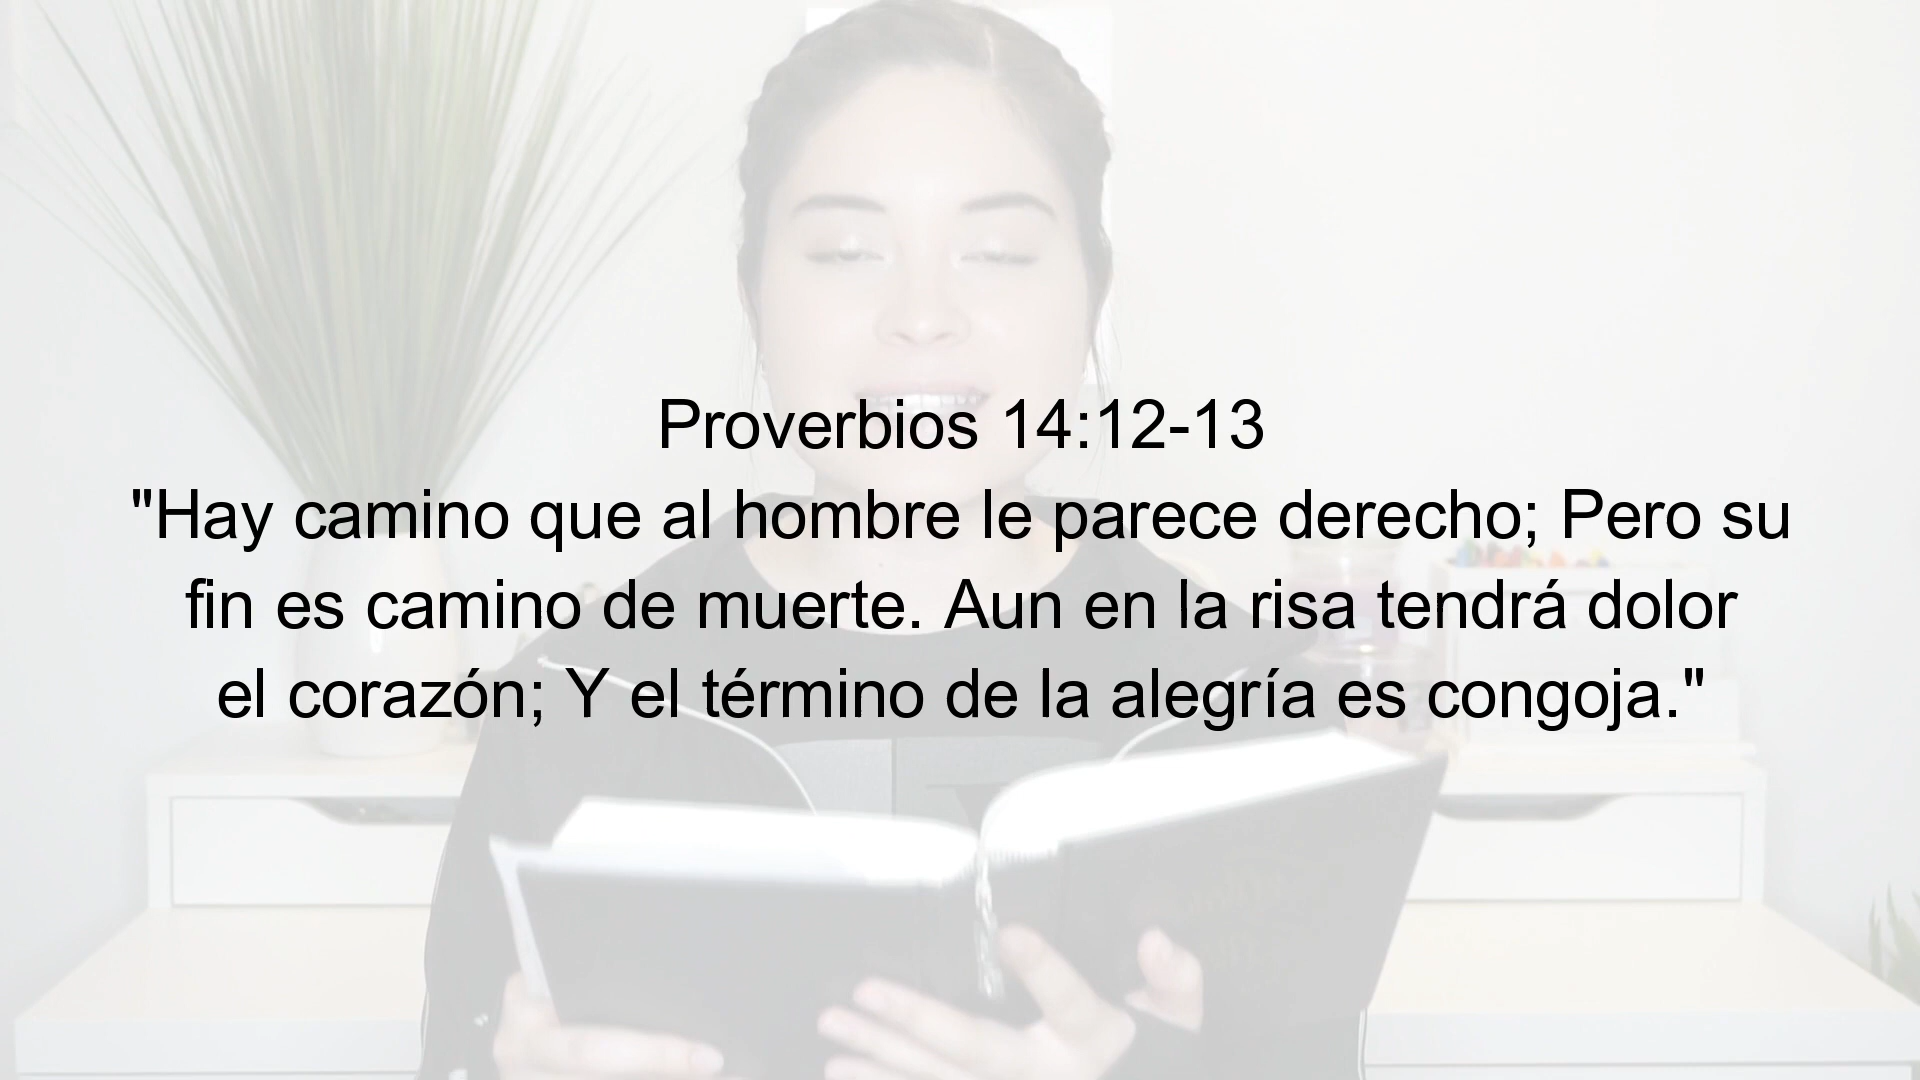 Proverbios 14:12-13
"Hay camino que al hombre le parece derecho; Pero su
fin es camino de muerte. Aun en la risa tendrá dolor
el corazón; Y el término de la alegría es congoja."